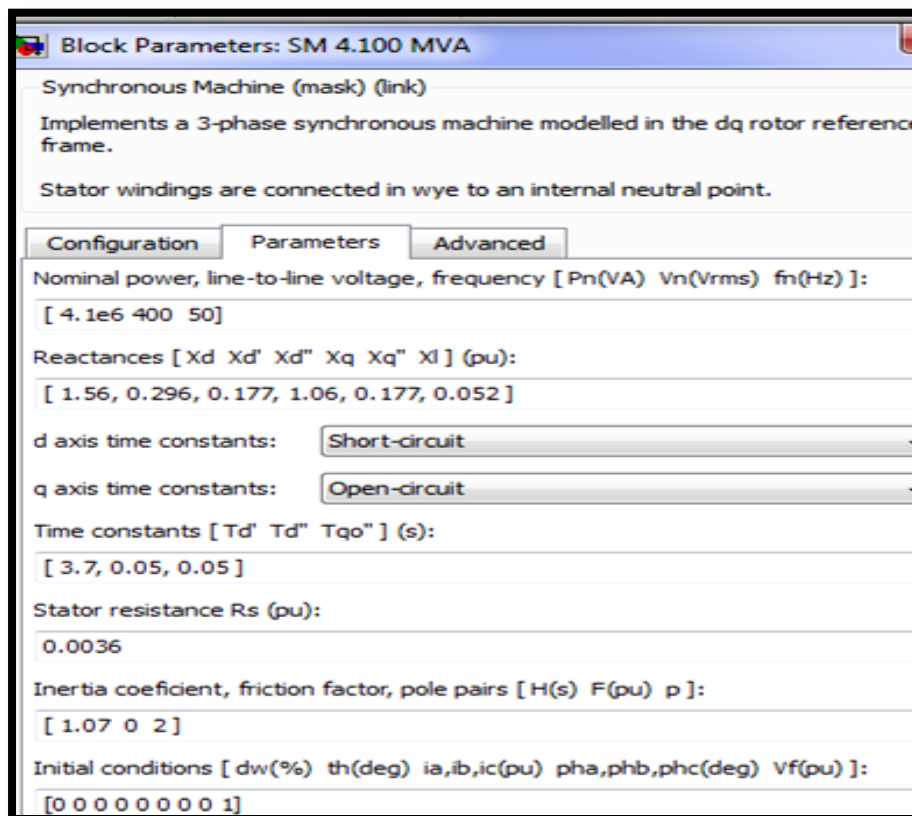 Block Parameters: SM 4.100 MVA
Synchronous Machine (mask) (link)
Implements a 3-phase synchronous machine modelled in the dq rotor reference
frame.
Stator windings are connected in wye to an internal neutral point.
Configuration Parameters Advanced
Nominal power, line-to-line voltage, frequency [ Pn(VA) Vn(Vrms) fn(Hz) ]:
[ 4.1e6 400 50]
Reactances [ Xd Xd' Xd'' Xq Xq'' Xl ] (pu):
[ 1.56, 0.296, 0.177, 1.06, 0.177, 0.052 ]
d axis time constants: Short-circuit
q axis time constants: Open-circuit
Time constants [ Td' Td'' Tqo'' ] (s):
[ 3.7, 0.05, 0.05 ]
Stator resistance Rs (pu):
0.0036
Inertia coeficient, friction factor, pole pairs [ H(s) F(pu) p ]:
[ 1.07 0 2 ]
Initial conditions [ dw(%) th(deg) ia,ib,ic(pu) pha,phb,phc(deg) Vf(pu) ]:
[0 0 0 0 0 0 0 0 1]